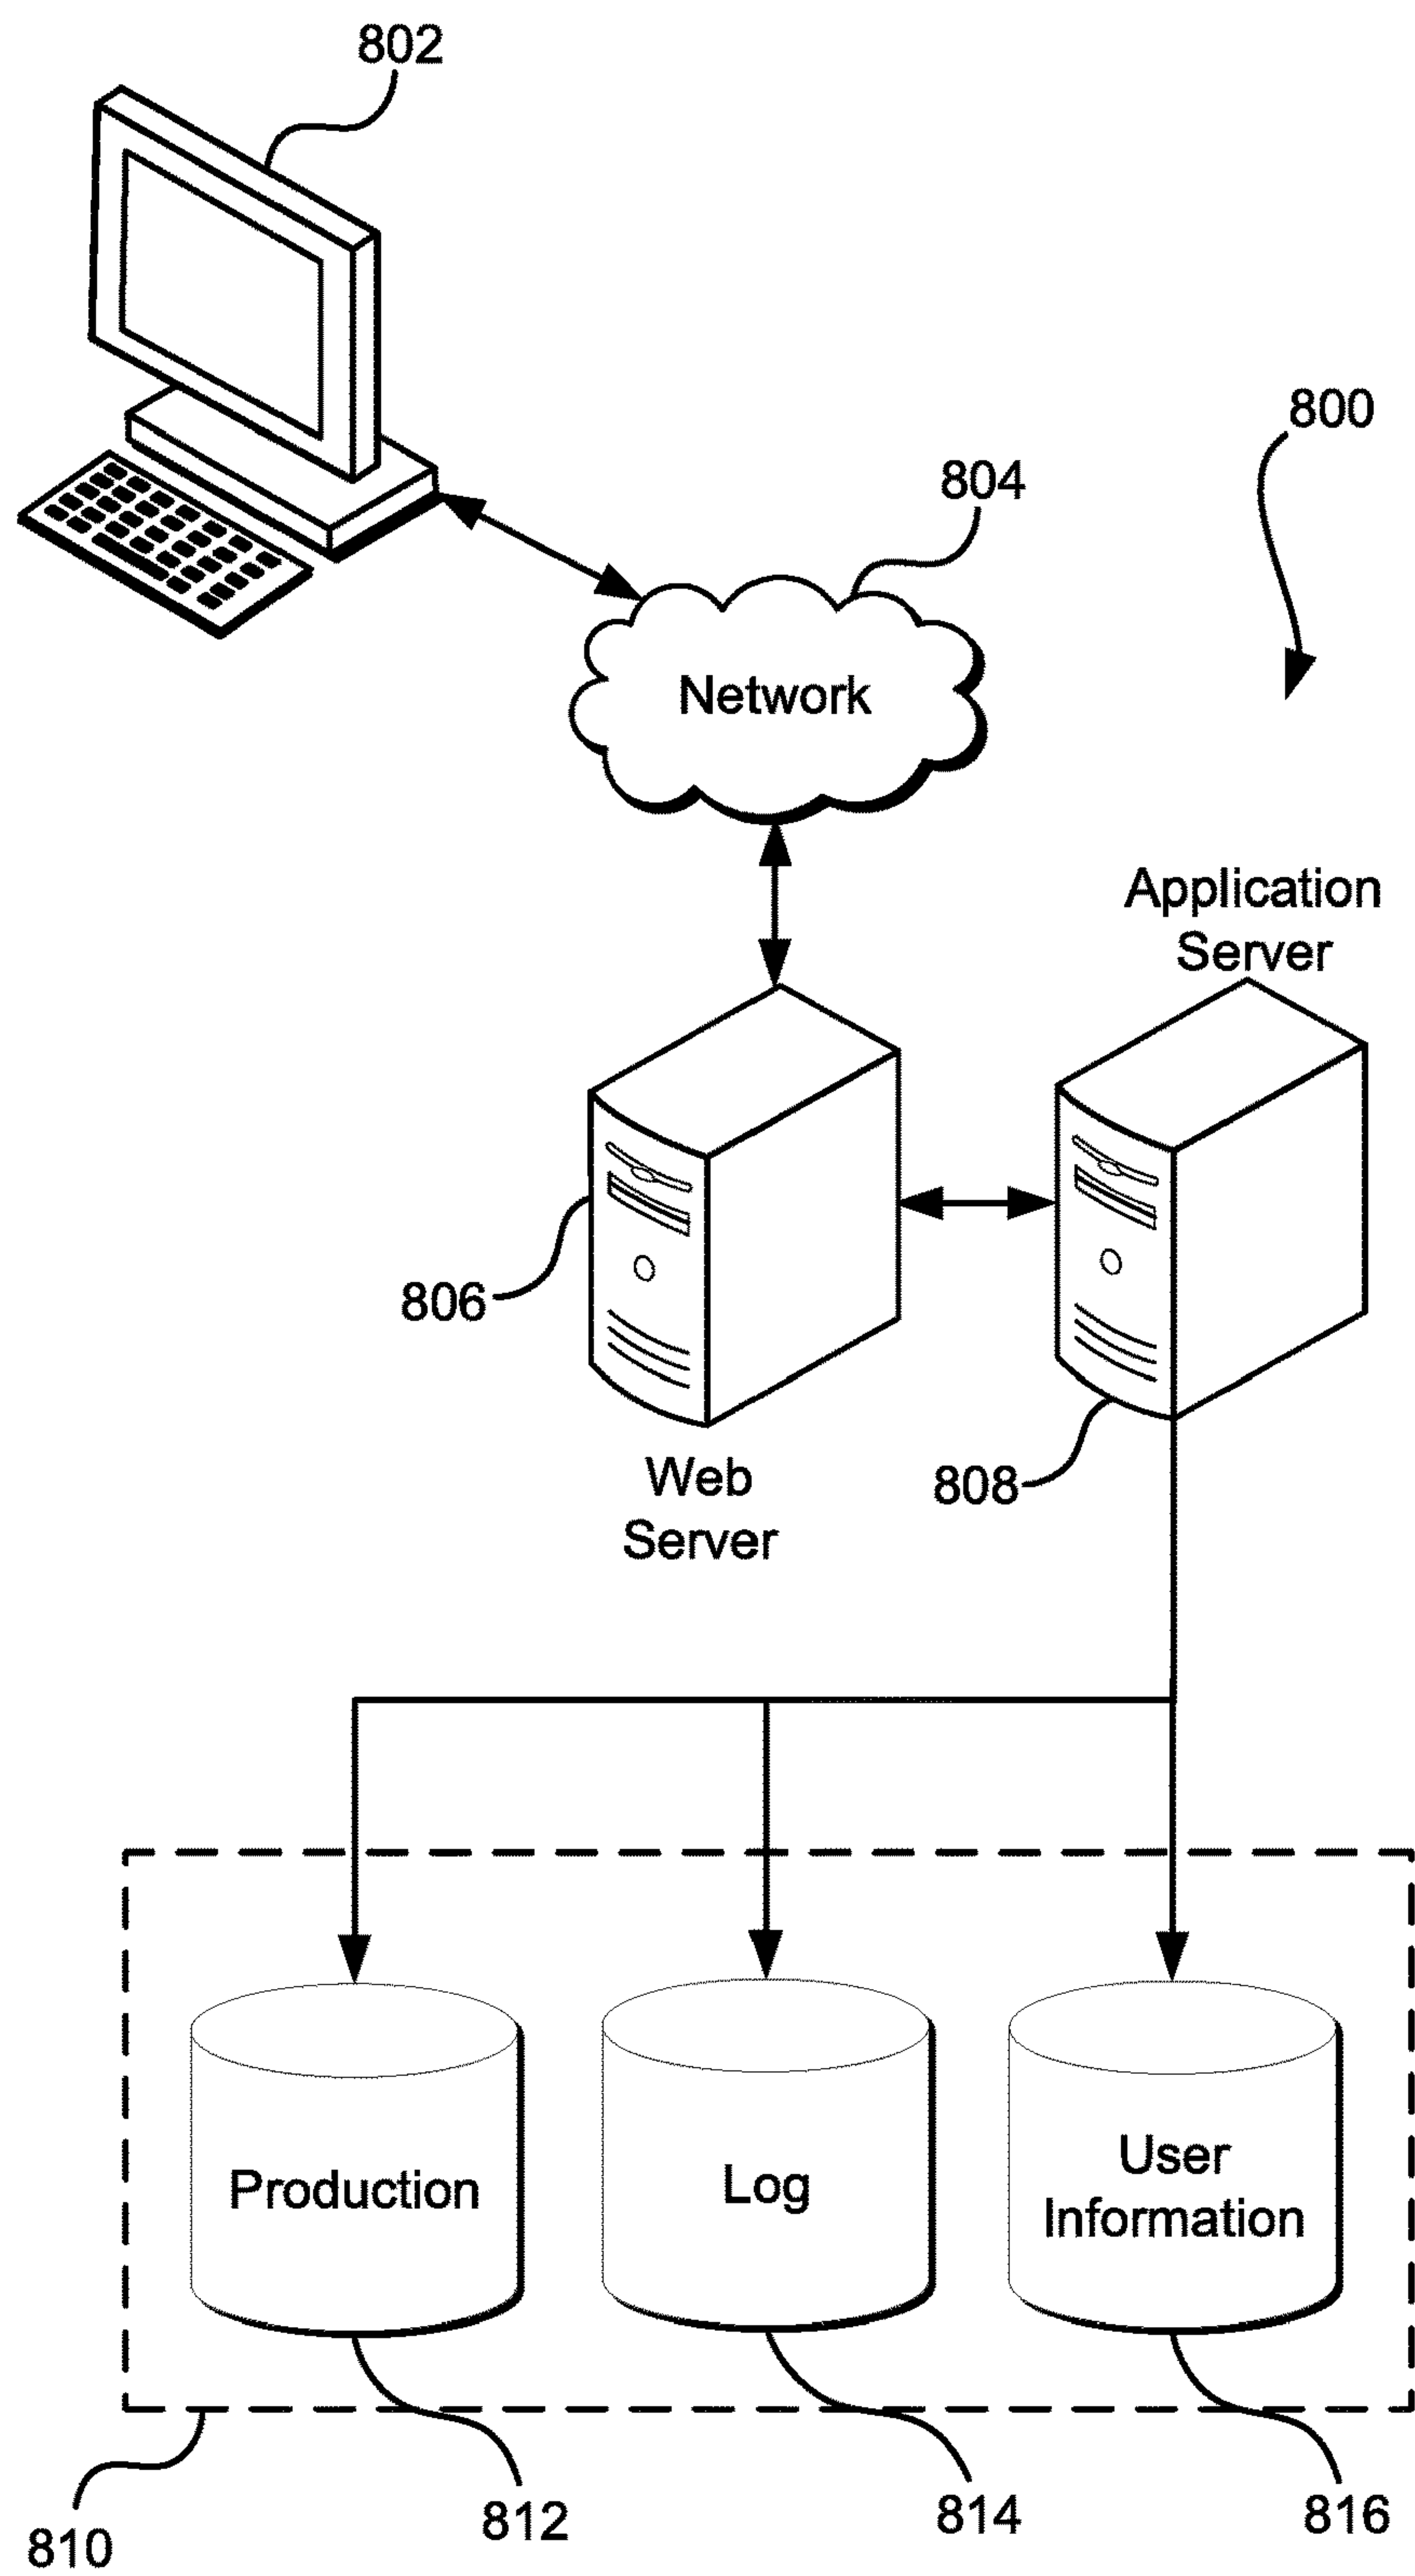 802
800
804
Network
Application
Server
806
808
Web
Server
Production
Log
User
Information
810
812
814
816